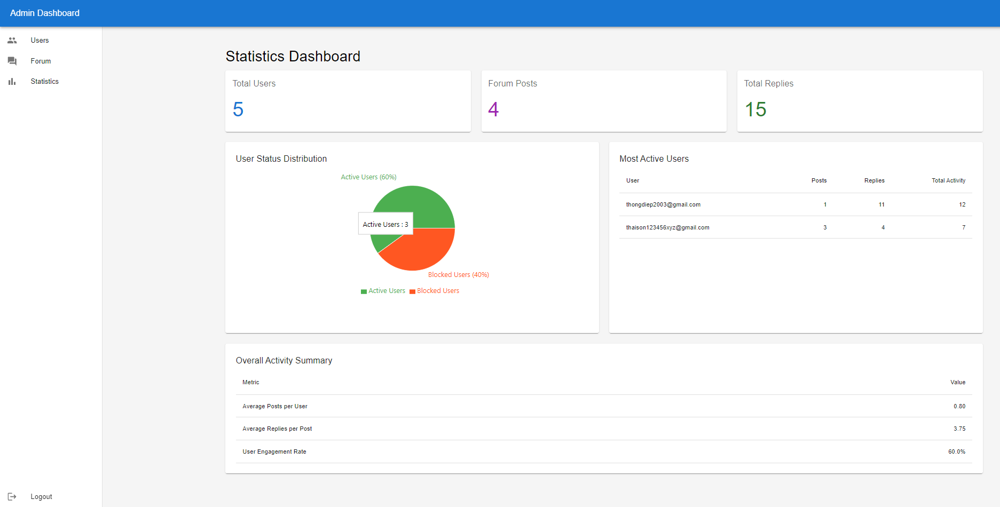 Admin Dashboard
Users
Forum
Statistics
Logout
Statistics Dashboard
Total Users
5
Forum Posts
4
Total Replies
15
User Status Distribution
Active Users (60%)
Active Users : 3
Blocked Users (40%)
Active Users Blocked Users
Most Active Users
User Posts Replies Total Activity
thongdiep2003@gmail.com 1 11 12
thaison123456xyz@gmail.com 3 4 7
Overall Activity Summary
Metric Value
Average Posts per User 0.80
Average Replies per Post 3.75
User Engagement Rate 60.0%